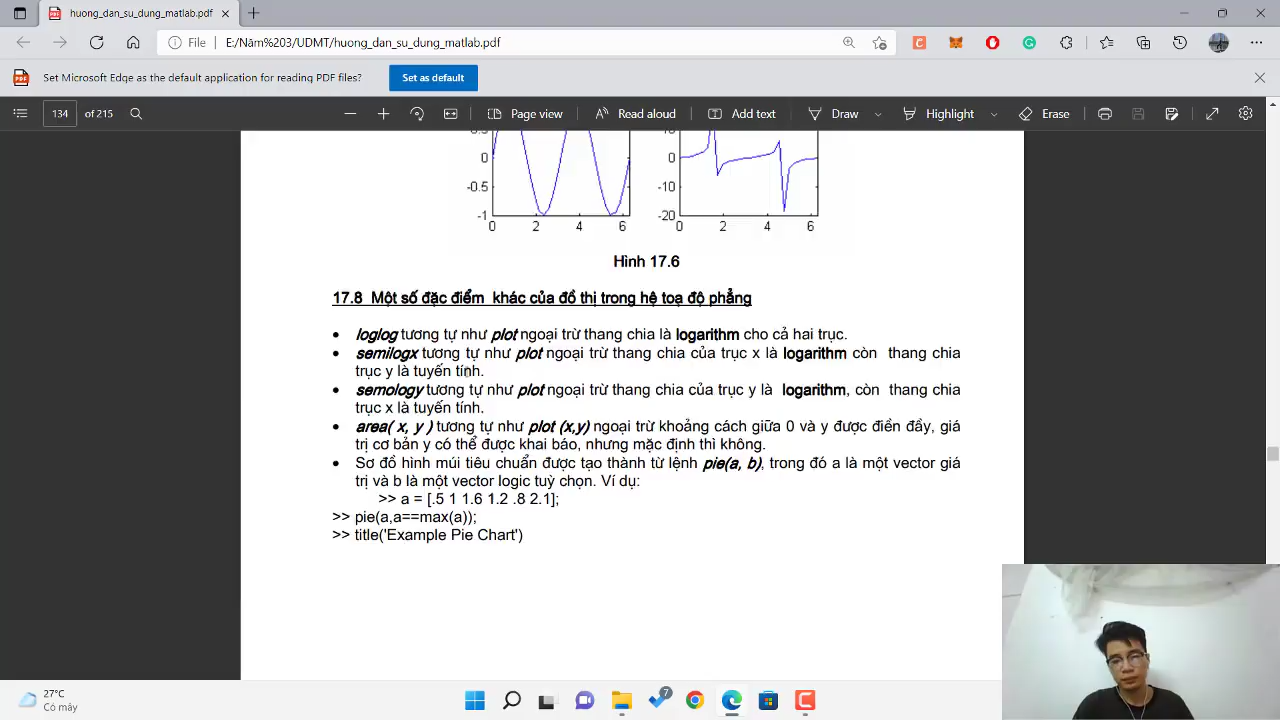 huong_dan_su_dung_matlab.pdf
File E:/Năm%203/UDMT/huong_dan_su_dung_matlab.pdf
Set Microsoft Edge as the default application for reading PDF files? Set as default
134 of 215 Page view Read aloud Add text Draw Highlight Erase
0.5 10
0 0
-0.5 -10
-1 -20
0 2 4 6 0 2 4 6
Hình 17.6
17.8 Một số đặc điểm khác của đồ thị trong hệ toạ độ phẳng
• loglog tương tự như plot ngoại trừ thang chia là logarithm cho cả hai trục.
• semilogx tương tự như plot ngoại trừ thang chia của trục x là logarithm còn thang chia
trục y là tuyến tính.
• semology tương tự như plot ngoại trừ thang chia của trục y là logarithm, còn thang chia
trục x là tuyến tính.
• area( x, y ) tương tự như plot (x,y) ngoại trừ khoảng cách giữa 0 và y được điền đầy, giá
trị cơ bản y có thể được khai báo, nhưng mặc định thì không.
• Sơ đồ hình múi tiêu chuẩn được tạo thành từ lệnh pie(a, b), trong đó a là một vector giá
trị và b là một vector logic tuỳ chọn. Ví dụ:
>> a = [.5 1 1.6 1.2 .8 2.1];
>> pie(a,a==max(a));
>> title('Example Pie Chart')
27°C
Có mây
7